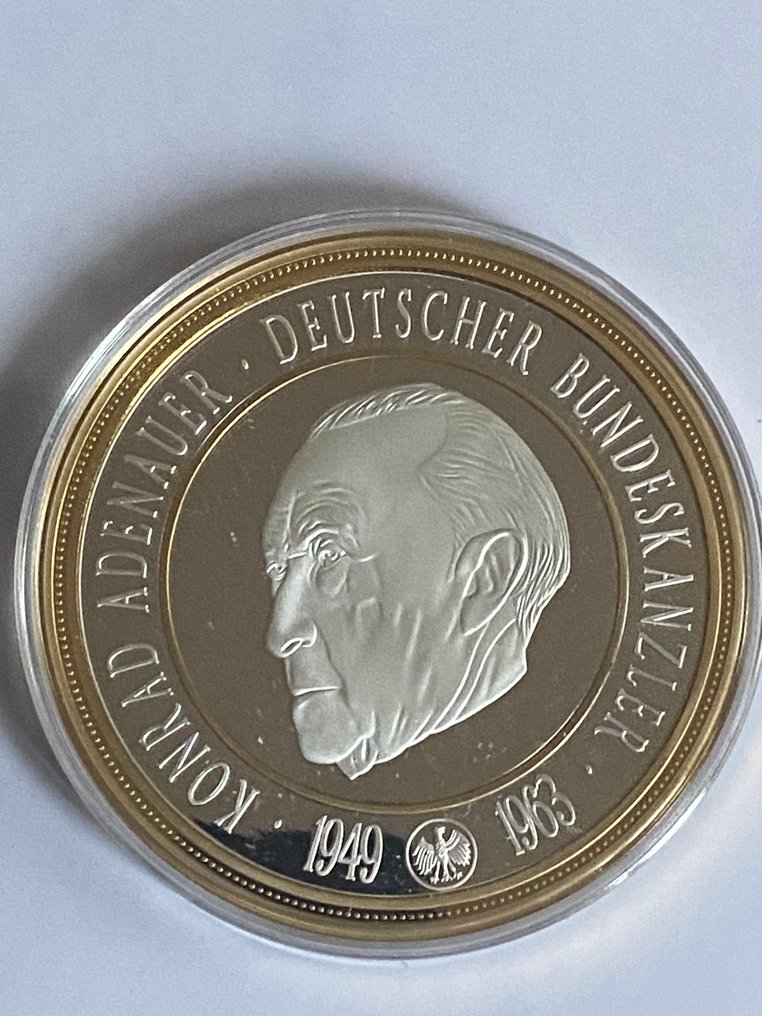 KONRAD ADENAUER · DEUTSCHER BUNDESKANZLER ·
1949 1963